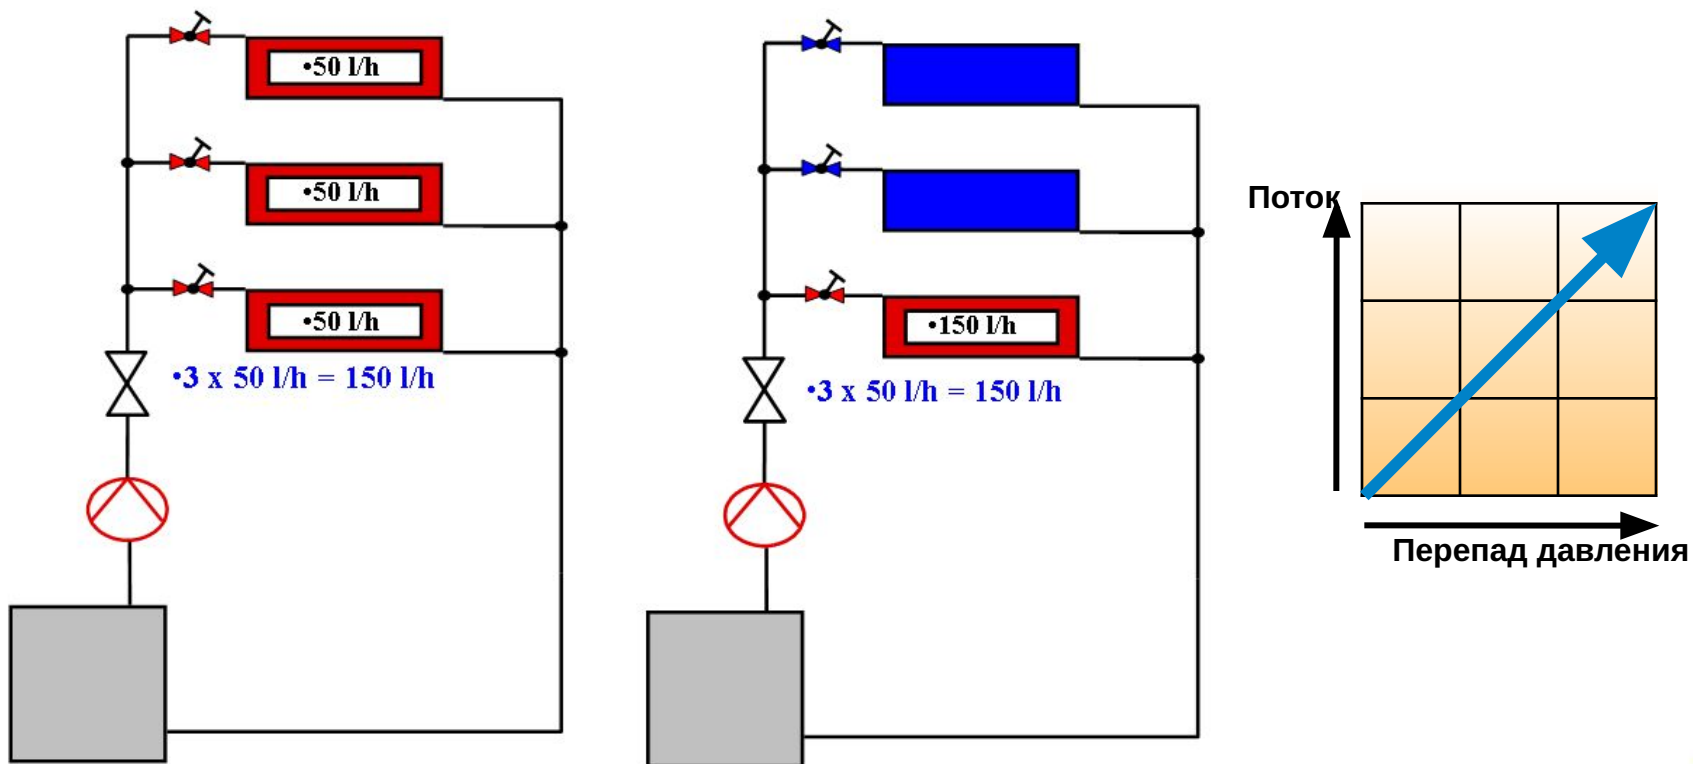 •50 l/h
•50 l/h
•50 l/h
•3 x 50 l/h = 150 l/h
•150 l/h
•3 x 50 l/h = 150 l/h
Поток
Перепад давления